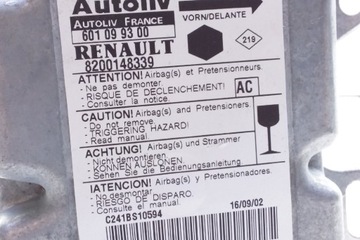 Autoliv
Autoliv FRANCE
601 09 93 00
VORN/DELANTE
RENAULT
8200148339
219
ATTENTION! Airbag(s) et Pretensionneurs.
- Ne pas demonter.
- RISQUE DE DECLENCHEMENT!
- Consulter la notice.
AC
CAUTION! Airbag(s) and Pretensioners
- Do not remove.
- TRIGGERING HAZARD!
- Read manual.
ACHTUNG! Airbag(s) und Strammer
- Nicht demontieren.
- KÖNNEN AUSLÖSEN.
- Siehe die Bedienungsanleitung.
¡ATENCION! Airbag(s) y Pretensionadores.
- No desmontar.
- RIESGO DE DISPARO.
- Consulte el manual.
0241BS10594
16/09/02